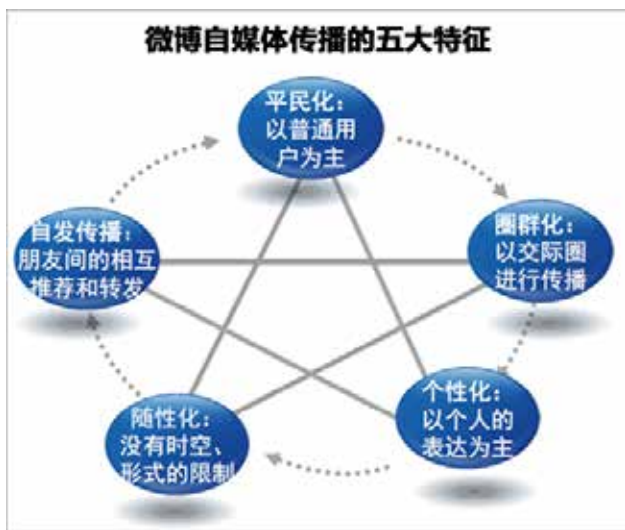 微博自媒体传播的五大特征
平民化：
以普通用
户为主
圈群化：
以交际圈
进行传播
个性化：
以个人的
表达为主
随性化：
没有时空、
形式的限制
自发传播：
朋友间的相互
推荐和转发